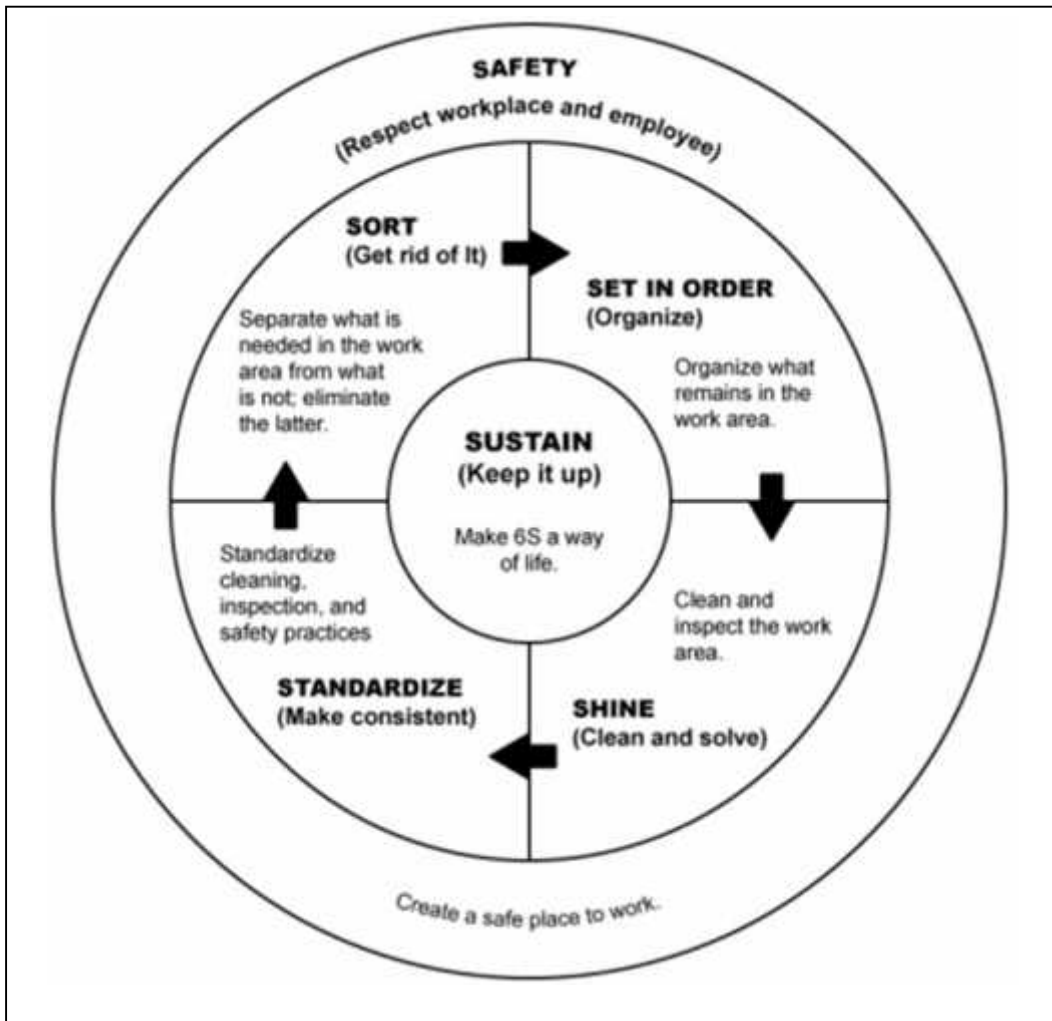 SAFETY
(Respect workplace and employee)
SORT
(Get rid of It)
Separate what is
needed in the work
area from what
is not; eliminate
the latter.
SET IN ORDER
(Organize)
Organize what
remains in the
work area.
SUSTAIN
(Keep it up)
Make 6S a way
of life.
Standardize
cleaning,
inspection, and
safety practices
STANDARDIZE
(Make consistent)
Clean and
inspect the work
area.
SHINE
(Clean and solve)
Create a safe place to work.